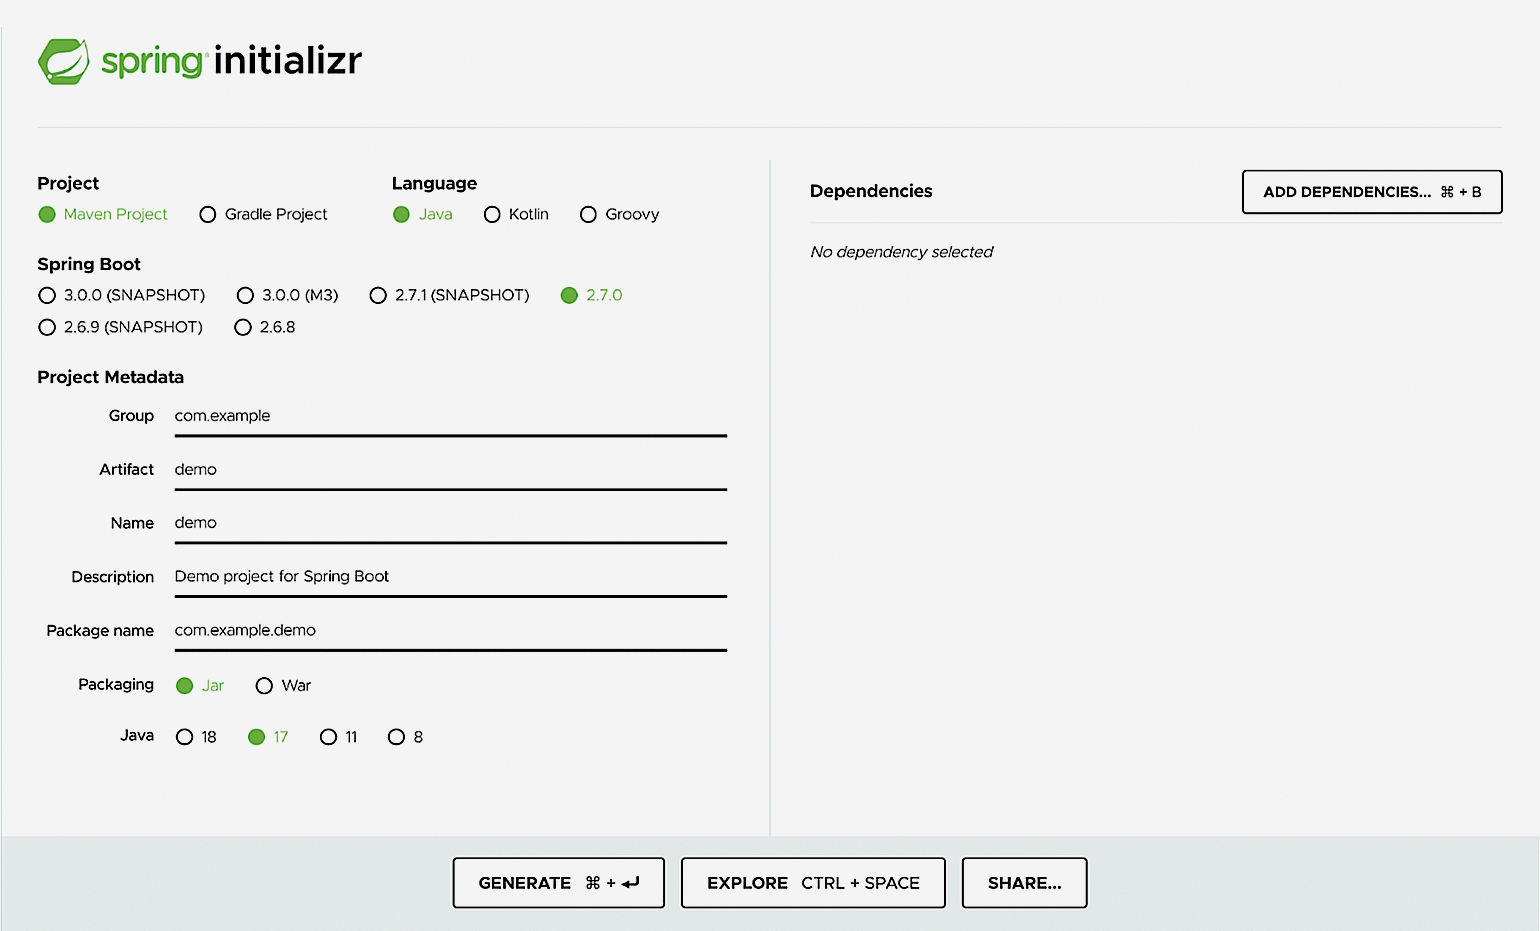 spring initializr
Project
Maven Project Gradle Project
Language
Java Kotlin Groovy
Spring Boot
3.0.0 (SNAPSHOT) 3.0.0 (M3) 2.7.1 (SNAPSHOT) 2.7.0
2.6.9 (SNAPSHOT) 2.6.8
Project Metadata
Group com.example
Artifact demo
Name demo
Description Demo project for Spring Boot
Package name com.example.demo
Packaging Jar War
Java 18 17 11 8
Dependencies
ADD DEPENDENCIES... ⌘ + B
No dependency selected
GENERATE ⌘ + ↵
EXPLORE CTRL + SPACE
SHARE...